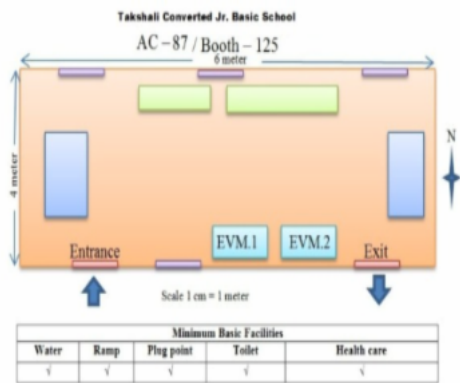 Takshali Converted Jr. Basic School
AC – 87 / Booth – 125
6 meter
4 meter
N
EVM.1 EVM.2
Entrance Exit
Scale 1 cm = 1 meter
Minimum Basic Facilities
Water Ramp Plug point Toilet Health care
√ √ √ √ √